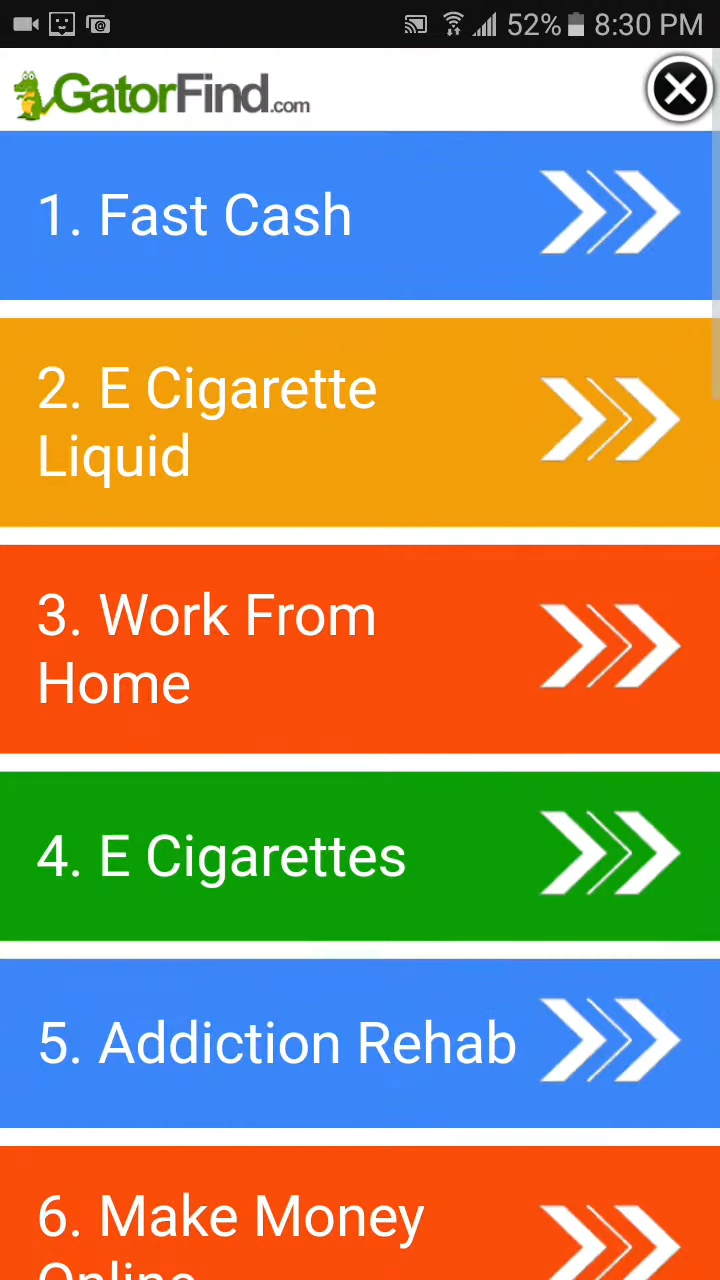 52% 8:30 PM
GatorFind.com
1. Fast Cash
2. E Cigarette
Liquid
3. Work From
Home
4. E Cigarettes
5. Addiction Rehab
6. Make Money
Online